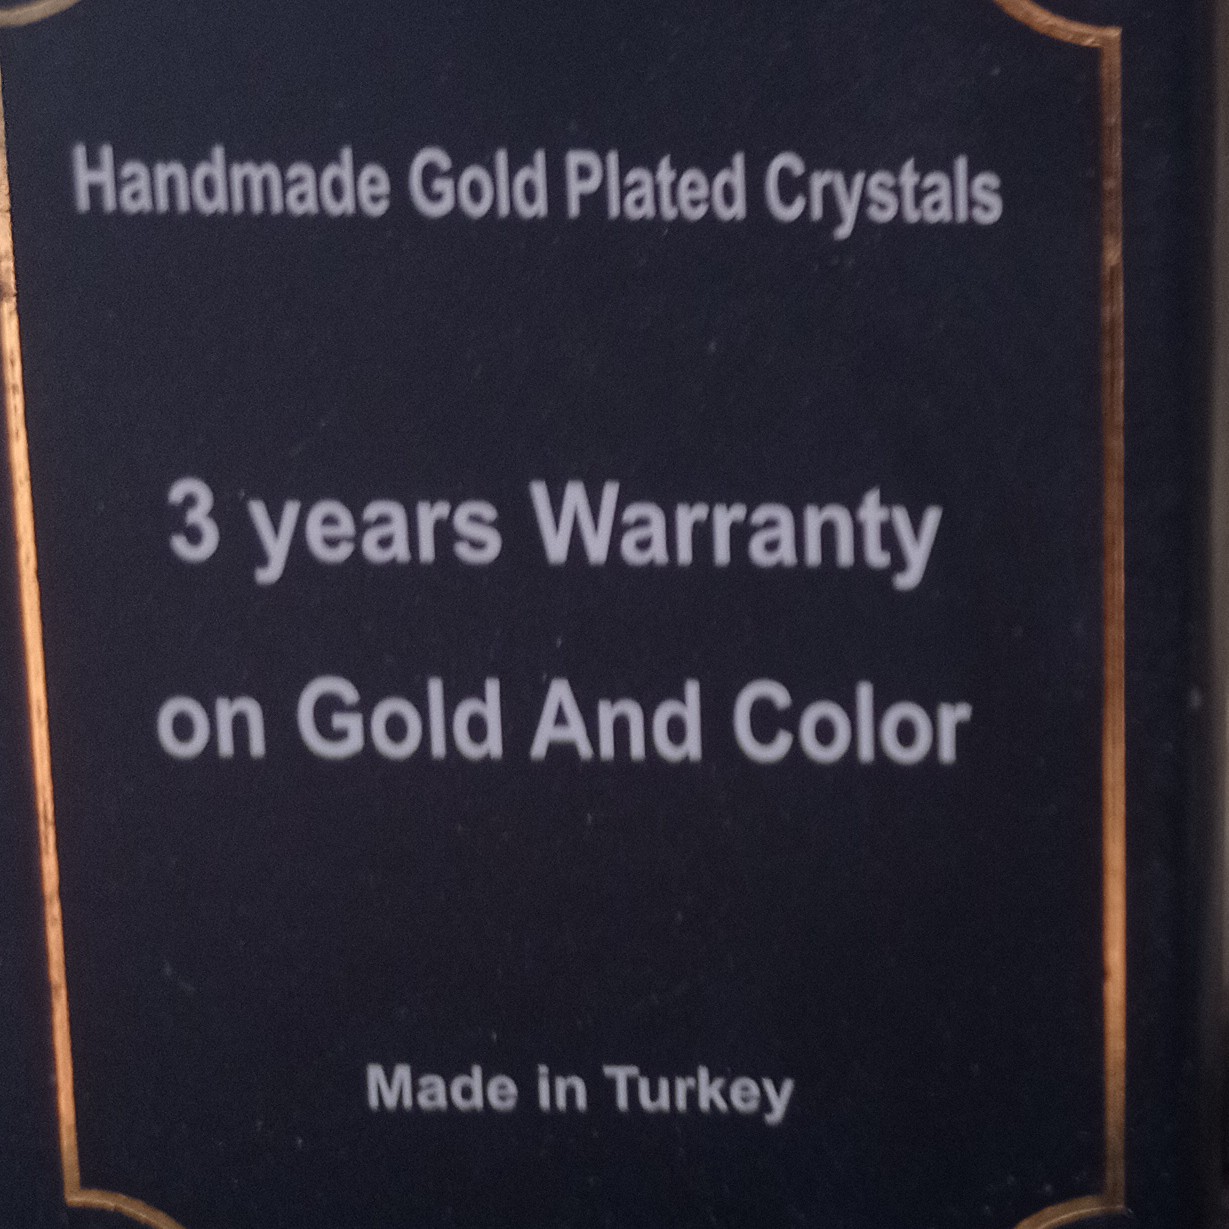 Handmade Gold Plated Crystals
3 years Warranty
on Gold And Color
Made in Turkey